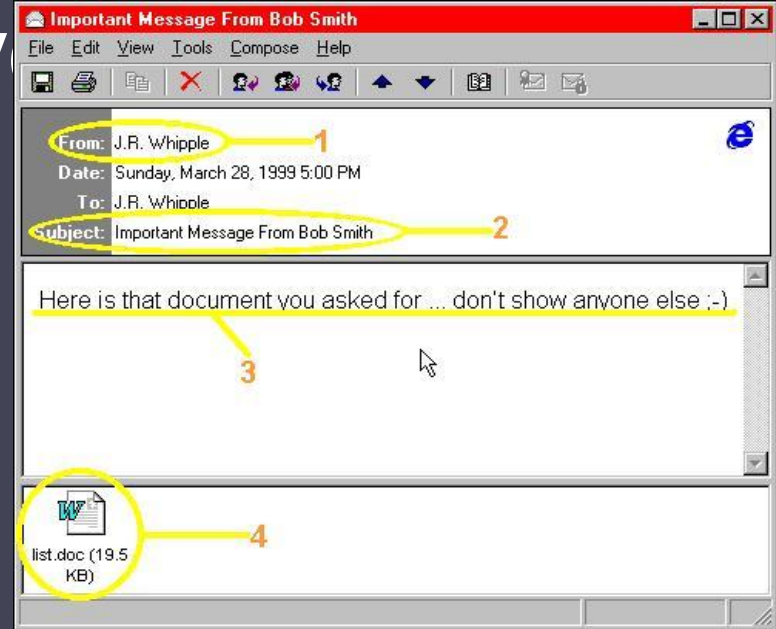 Important Message From Bob Smith
File Edit View Tools Compose Help
From: J.R. Whipple 1
Date: Sunday, March 28, 1999 5:00 PM
To: J.R. Whipple
Subject: Important Message From Bob Smith 2
Here is that document you asked for ... don't show anyone else ;-)
3
list.doc (19.5
KB)
4